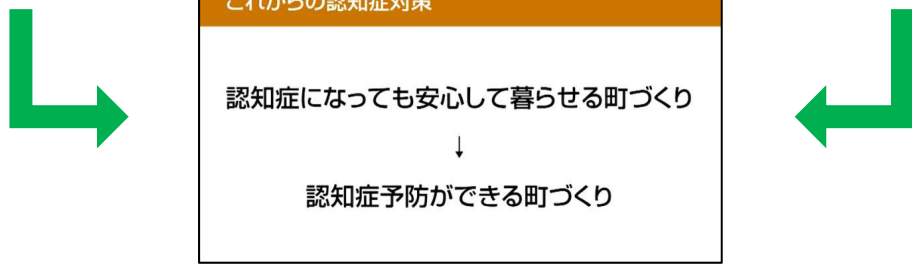 これからの認知症対策
認知症になっても安心して暮らせる町づくり
↓
認知症予防ができる町づくり